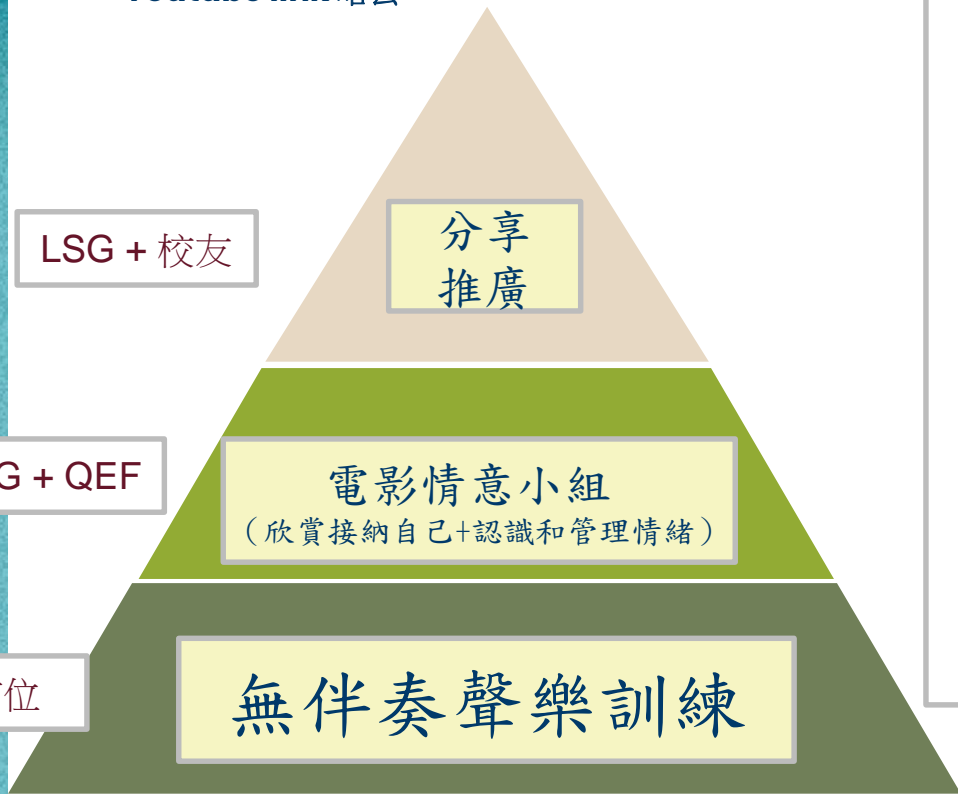 LSG + 校友
分享
推廣
G + QEF
電影情意小組
（欣賞接納自己+認識和管理情緒）
位
無伴奏聲樂訓練